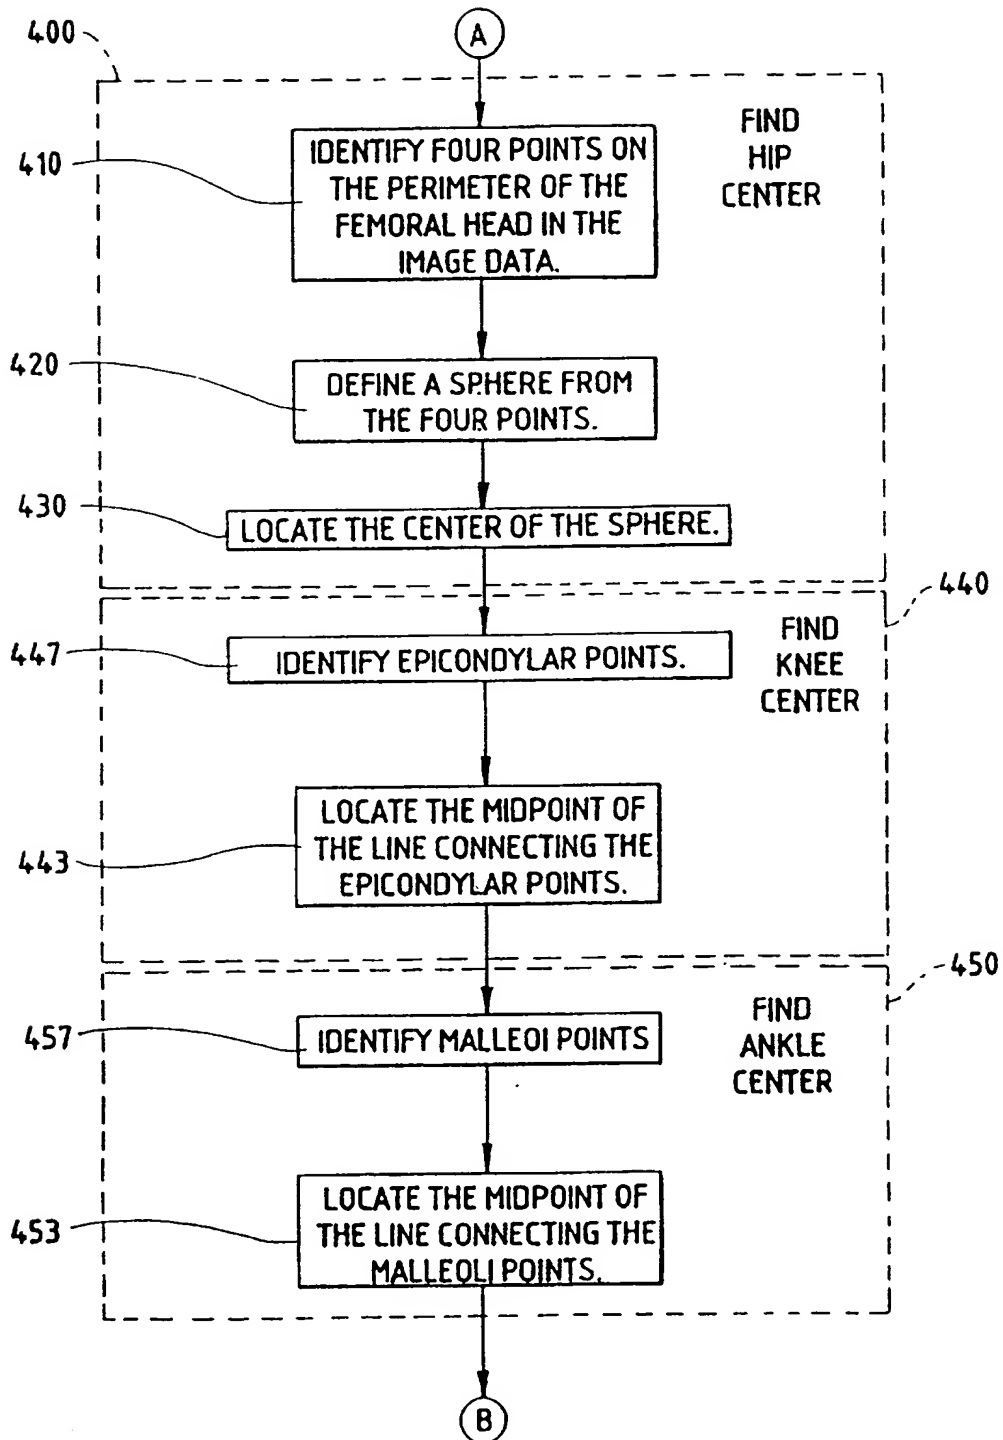 A
400
FIND
HIP
CENTER
410
IDENTIFY FOUR POINTS ON
THE PERIMETER OF THE
FEMORAL HEAD IN THE
IMAGE DATA.
420
DEFINE A SPHERE FROM
THE FOUR POINTS.
430
LOCATE THE CENTER OF THE SPHERE.
440
FIND
KNEE
CENTER
447
IDENTIFY EPICONDYLAR POINTS.
443
LOCATE THE MIDPOINT OF
THE LINE CONNECTING THE
EPICONDYLAR POINTS.
450
FIND
ANKLE
CENTER
457
IDENTIFY MALLEOI POINTS
453
LOCATE THE MIDPOINT OF
THE LINE CONNECTING THE
MALLEOLI POINTS.
B